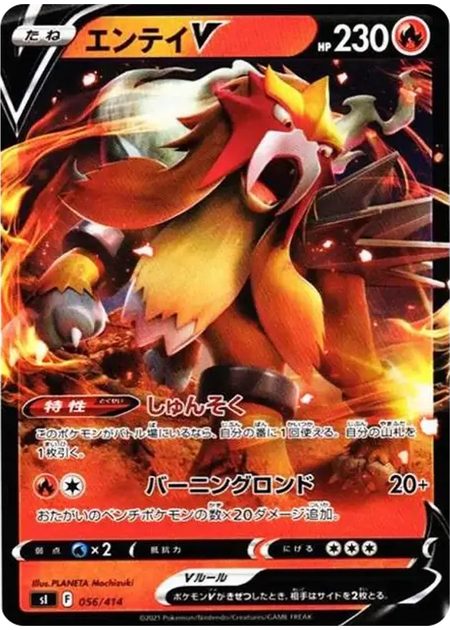 たね エンテイV HP 230
特性 とくせい しゅんそく
このポケモンがバトル場にいるなら、自分の番に1回使える。自分の山札を
1枚引く。
バーニングロンド 20+
おたがいのベンチポケモンの数×20ダメージ追加。
弱点 ×2 抵抗力 にげる
Illus. PLANETA Mochizuki
Vルール
ポケモンVがきぜつしたとき、相手はサイドを2枚とる。
sI F 056/414
©2021 Pokémon/Nintendo/Creatures/GAME FREAK